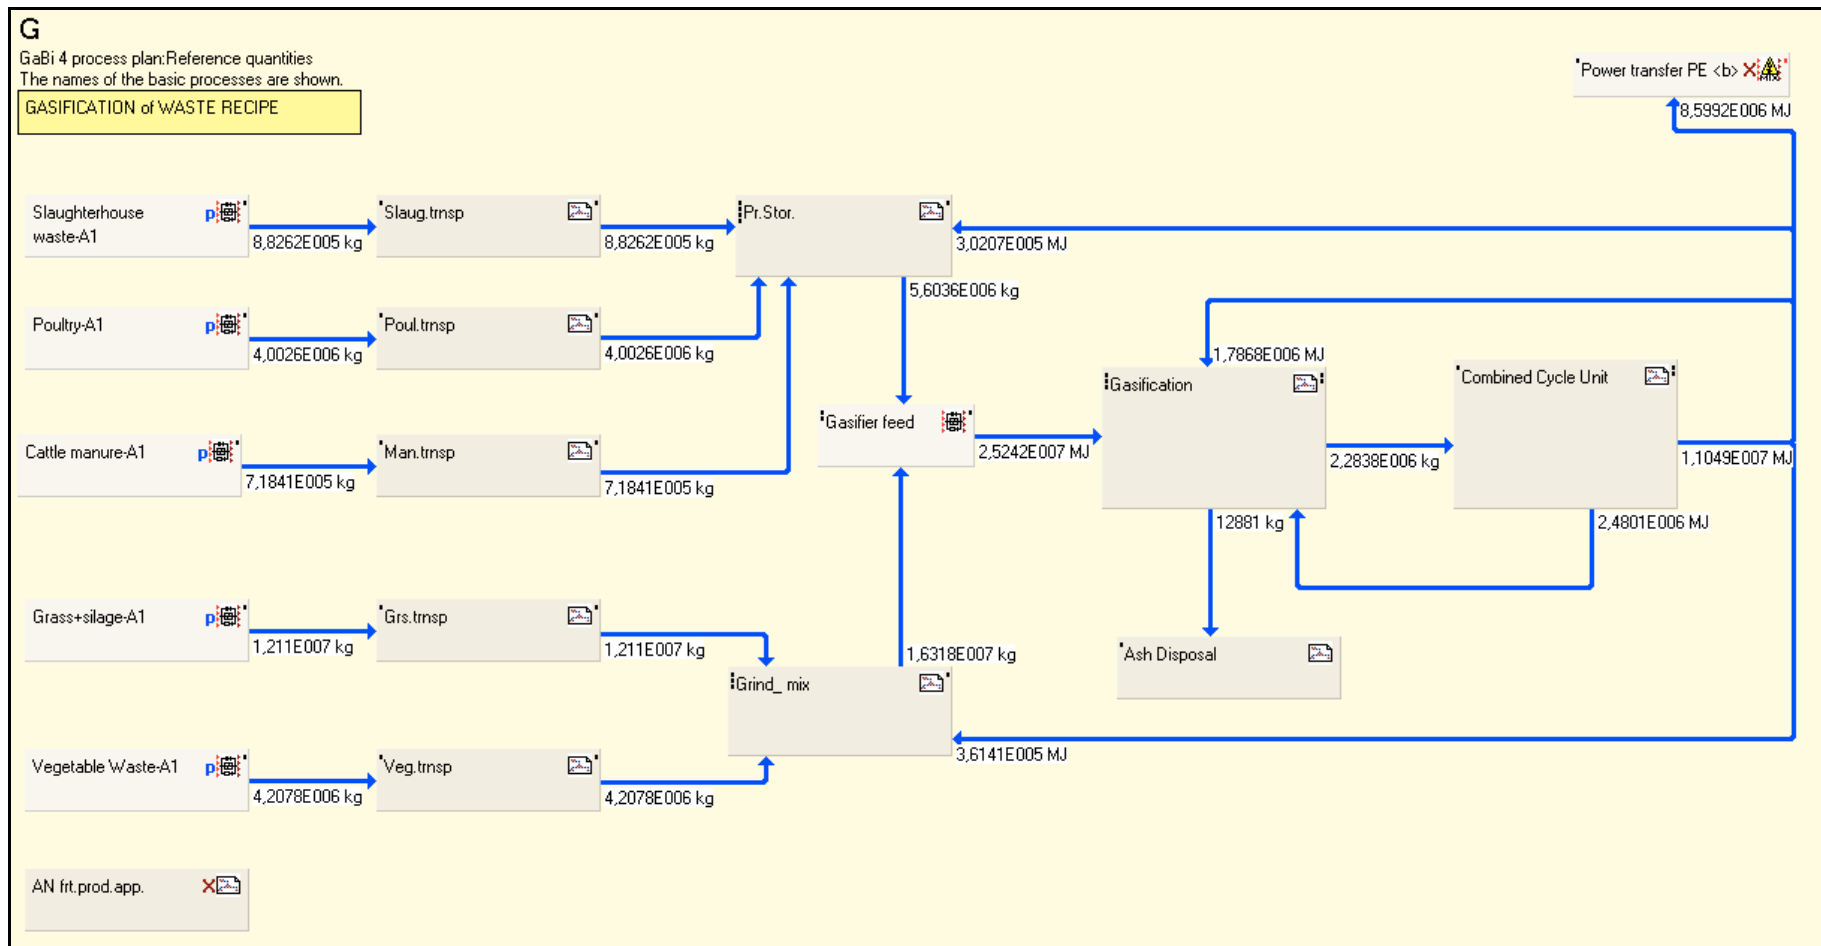 G
GaBi 4 process plan:Reference quantities
The names of the basic processes are shown.
GASIFICATION of WASTE RECIPE
Power transfer PE <b> X MIX
8,5992E006 MJ
Slaughterhouse
waste-A1
p
8,8262E005 kg
Slaug.trnsp
8,8262E005 kg
Pr.Stor.
3,0207E005 MJ
5,6036E006 kg
Poultry-A1
p
4,0026E006 kg
Poul.trnsp
4,0026E006 kg
1,7868E006 MJ
Gasification
Combined Cycle Unit
Gasifier feed
2,5242E007 MJ
2,2838E006 kg
1,1049E007 MJ
Cattle manure-A1
p
7,1841E005 kg
Man.trnsp
7,1841E005 kg
12881 kg
2,4801E006 MJ
Grass+silage-A1
p
1,211E007 kg
Grs.trnsp
1,211E007 kg
1,6318E007 kg
Ash Disposal
Grind_ mix
3,6141E005 MJ
Vegetable Waste-A1
p
4,2078E006 kg
Veg.trnsp
4,2078E006 kg
AN frt.prod.app.
X